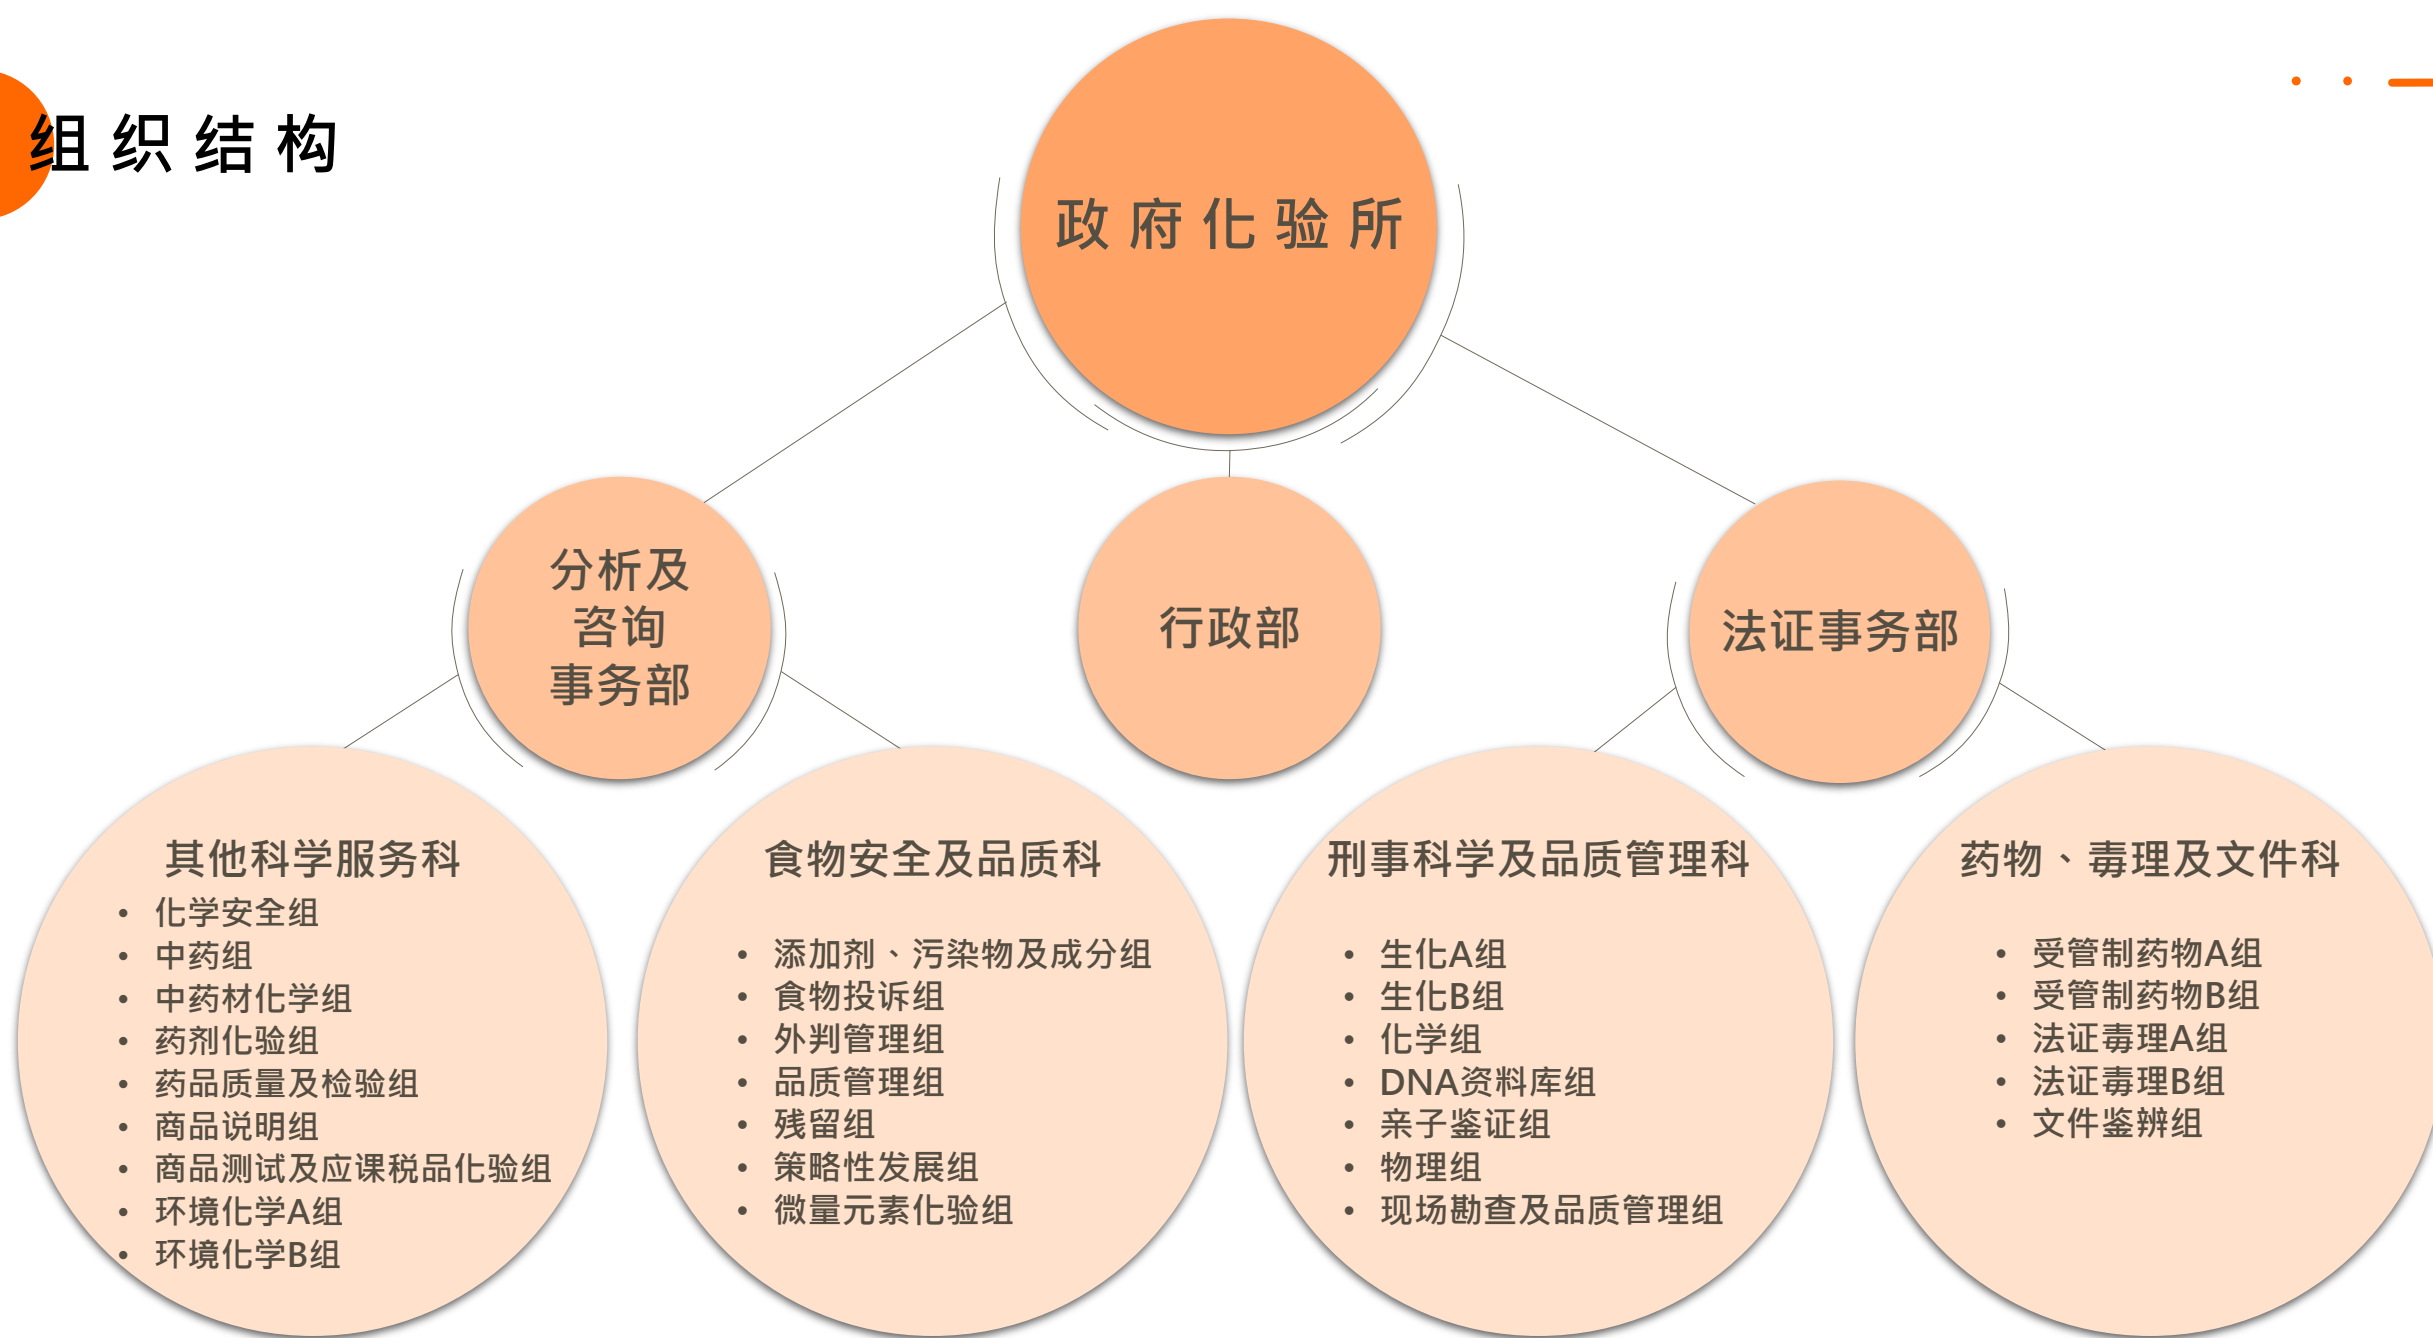 组织结构
政府化验所
分析及
咨询
事务部
行政部
法证事务部
其他科学服务科
• 化学安全组
• 中药组
• 中药材化学组
• 药剂化验组
• 药品质量及检验组
• 商品说明组
• 商品测试及应课税品化验组
• 环境化学A组
• 环境化学B组
食物安全及品质科
• 添加剂、污染物及成分组
• 食物投诉组
• 外判管理组
• 品质管理组
• 残留组
• 策略性发展组
• 微量元素化验组
刑事科学及品质管理科
• 生化A组
• 生化B组
• 化学组
• DNA资料库组
• 亲子鉴证组
• 物理组
• 现场勘查及品质管理组
药物、毒理及文件科
• 受管制药物A组
• 受管制药物B组
• 法证毒理A组
• 法证毒理B组
• 文件鉴辨组